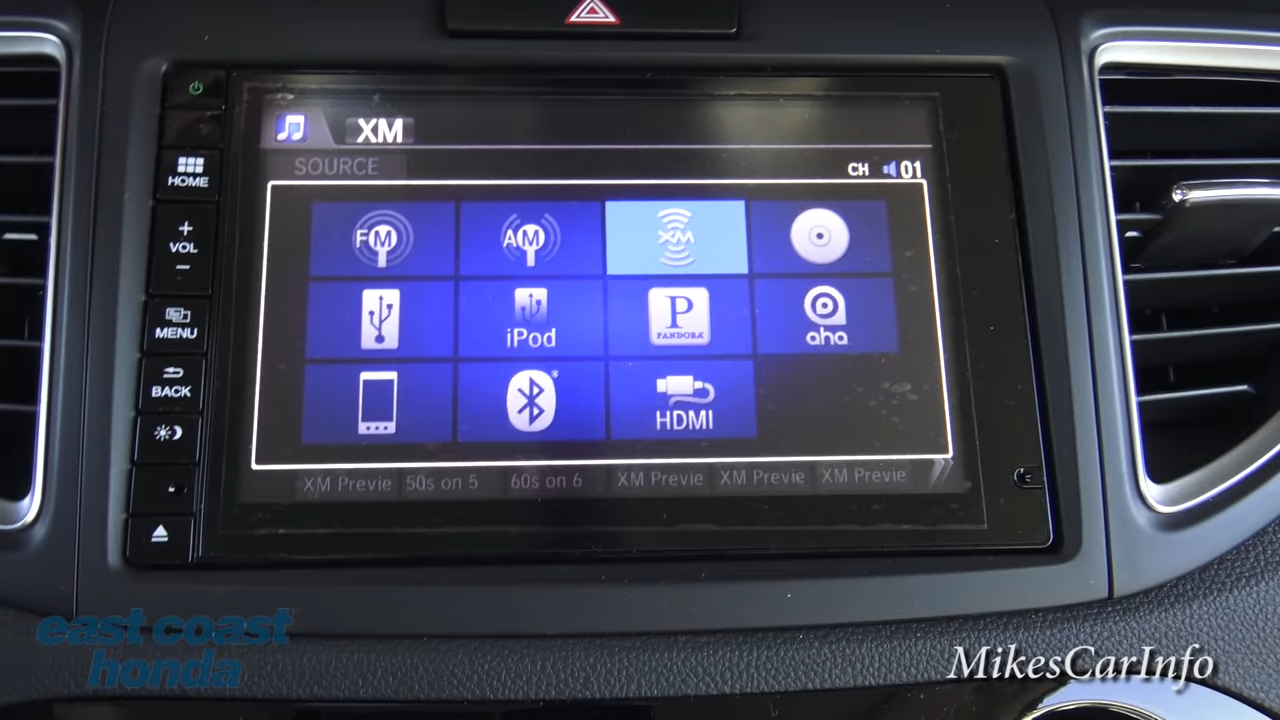 XM
SOURCE
CH 01
HOME
VOL
MENU
BACK
FM
AM
XM
iPod
P
PANDORA
aha
HDMI
XM Previe 50s on 5 60s on 6 XM Previe XM Previe XM Previe
east coast
honda
MikesCarInfo